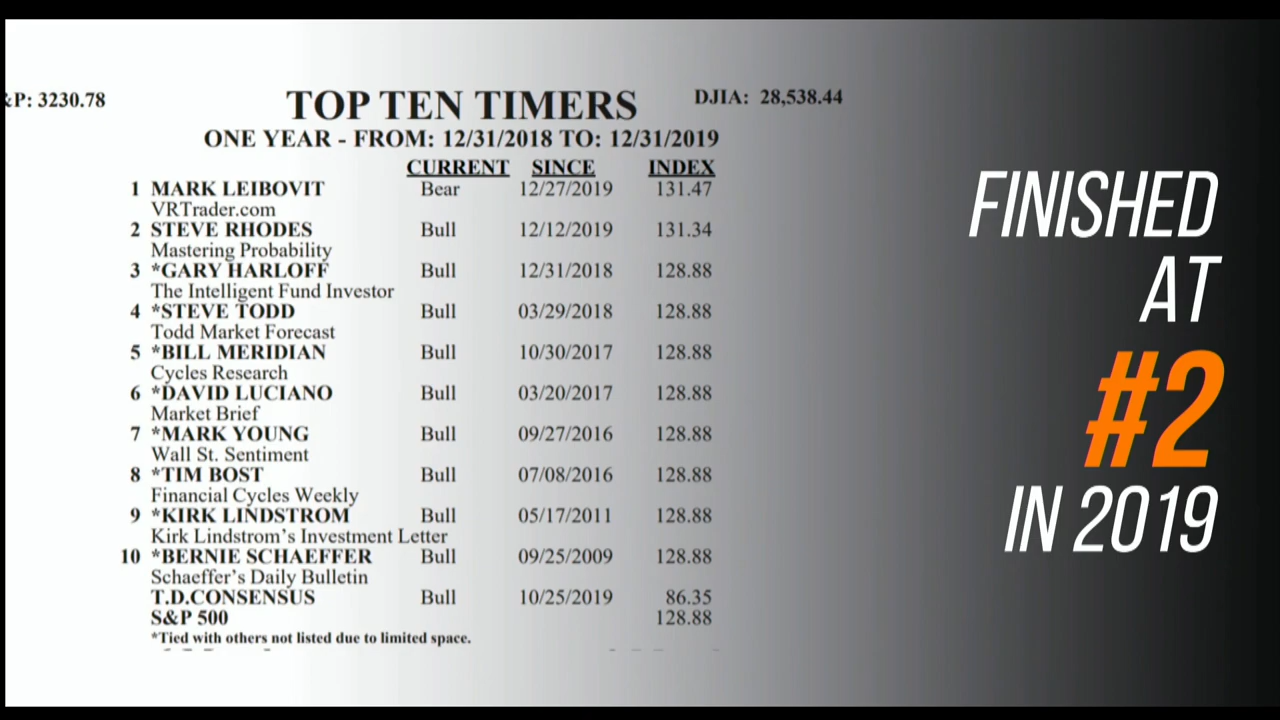 &P: 3230.78
TOP TEN TIMERS
DJIA: 28,538.44
ONE YEAR - FROM: 12/31/2018 TO: 12/31/2019
CURRENT SINCE INDEX
1 MARK LEIBOVIT Bear 12/27/2019 131.47
VRTrader.com
2 STEVE RHODES Bull 12/12/2019 131.34
Mastering Probability
3 *GARY HARLOFF Bull 12/31/2018 128.88
The Intelligent Fund Investor
4 *STEVE TODD Bull 03/29/2018 128.88
Todd Market Forecast
5 *BILL MERIDIAN Bull 10/30/2017 128.88
Cycles Research
6 *DAVID LUCIANO Bull 03/20/2017 128.88
Market Brief
7 *MARK YOUNG Bull 09/27/2016 128.88
Wall St. Sentiment
8 *TIM BOST Bull 07/08/2016 128.88
Financial Cycles Weekly
9 *KIRK LINDSTROM Bull 05/17/2011 128.88
Kirk Lindstrom's Investment Letter
10 *BERNIE SCHAEFFER Bull 09/25/2009 128.88
Schaeffer's Daily Bulletin
T.D.CONSENSUS Bull 10/25/2019 86.35
S&P 500 128.88
*Tied with others not listed due to limited space.
FINISHED
AT
#2
IN 2019